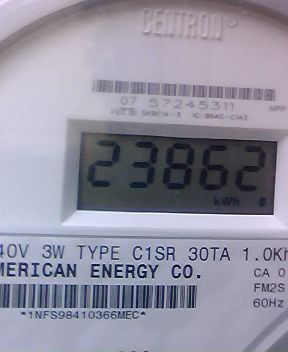 CENTRON
07 57245311
23862
kWh
40V 3W TYPE C1SR 30TA 1.0Kh
MERICAN ENERGY CO.
CA 0
FM2S
60Hz
*1NFS98410366MEC*